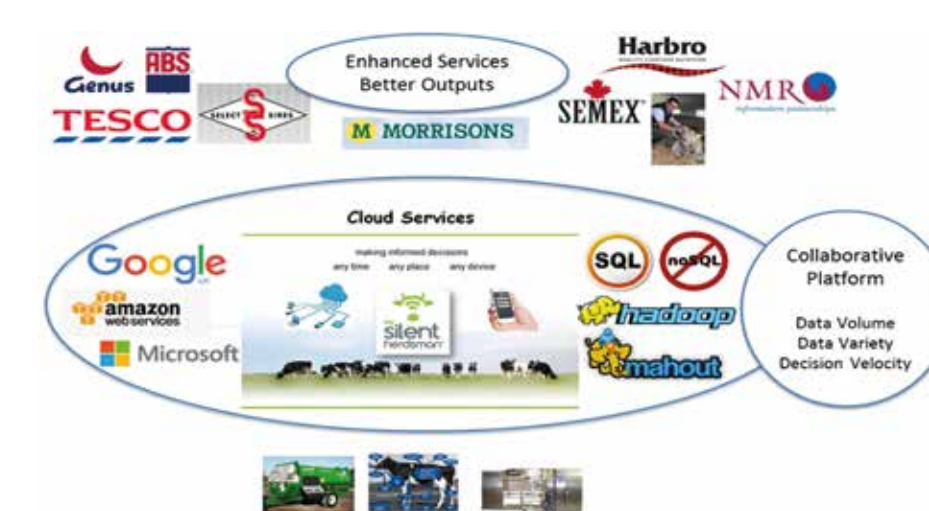 Genus
ABS
TESCO
SELECT SIRES
Enhanced Services
Better Outputs
M MORRISONS
Harbro
SEMEX
NMR
Cloud Services
making informed decisions
any time any place any device
Google
amazon
webservices
Microsoft
silent
herdsman
SQL
noSQL
hadoop
mahout
Collaborative
Platform
Data Volume
Data Variety
Decision Velocity